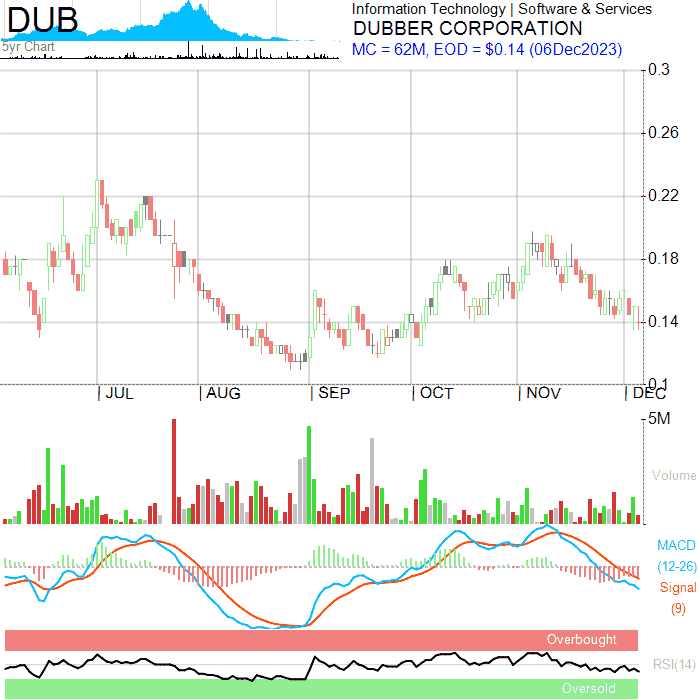 DUB
5yr Chart
Information Technology | Software & Services
DUBBER CORPORATION
MC = 62M, EOD = $0.14 (06Dec2023)
0.3
0.26
0.22
0.18
0.14
0.1
| JUL | AUG | SEP | OCT | NOV | DEC
5M
Volume
MACD
(12-26)
Signal
(9)
Overbought
RSI(14)
Oversold